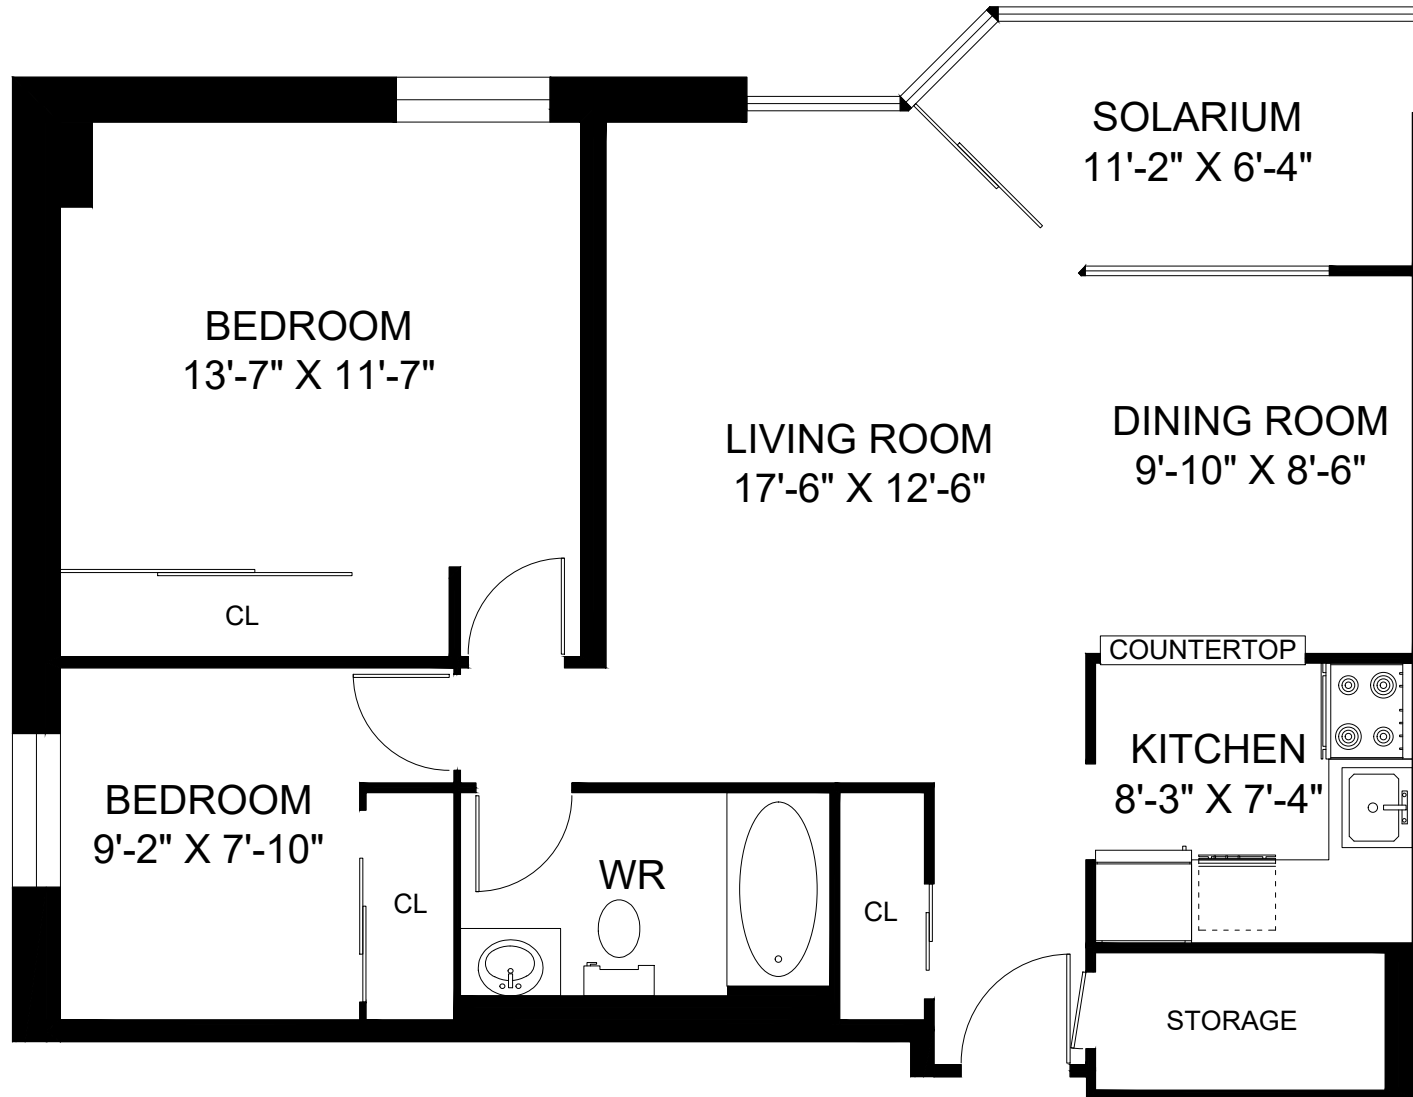 SOLARIUM
11'-2" X 6'-4"
BEDROOM
13'-7" X 11'-7"
LIVING ROOM
17'-6" X 12'-6"
DINING ROOM
9'-10" X 8'-6"
CL
COUNTERTOP
KITCHEN
8'-3" X 7'-4"
BEDROOM
9'-2" X 7'-10"
CL
WR
CL
STORAGE